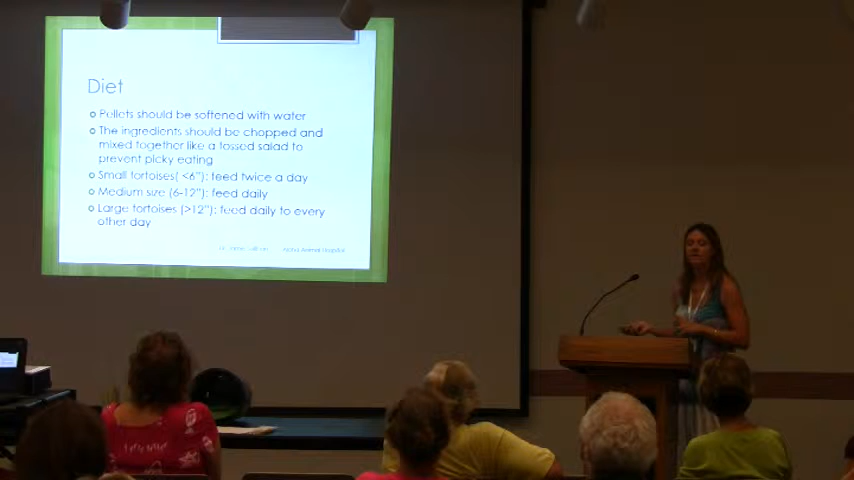 Diet
Pellets should be softened with water
The ingredients should be chopped and
mixed together like a tossed salad to
prevent picky eating
Small tortoises( <6"): feed twice a day
Medium size (6-12"): feed daily
Large tortoises (>12"): feed daily to every
other day
Animal Hospital